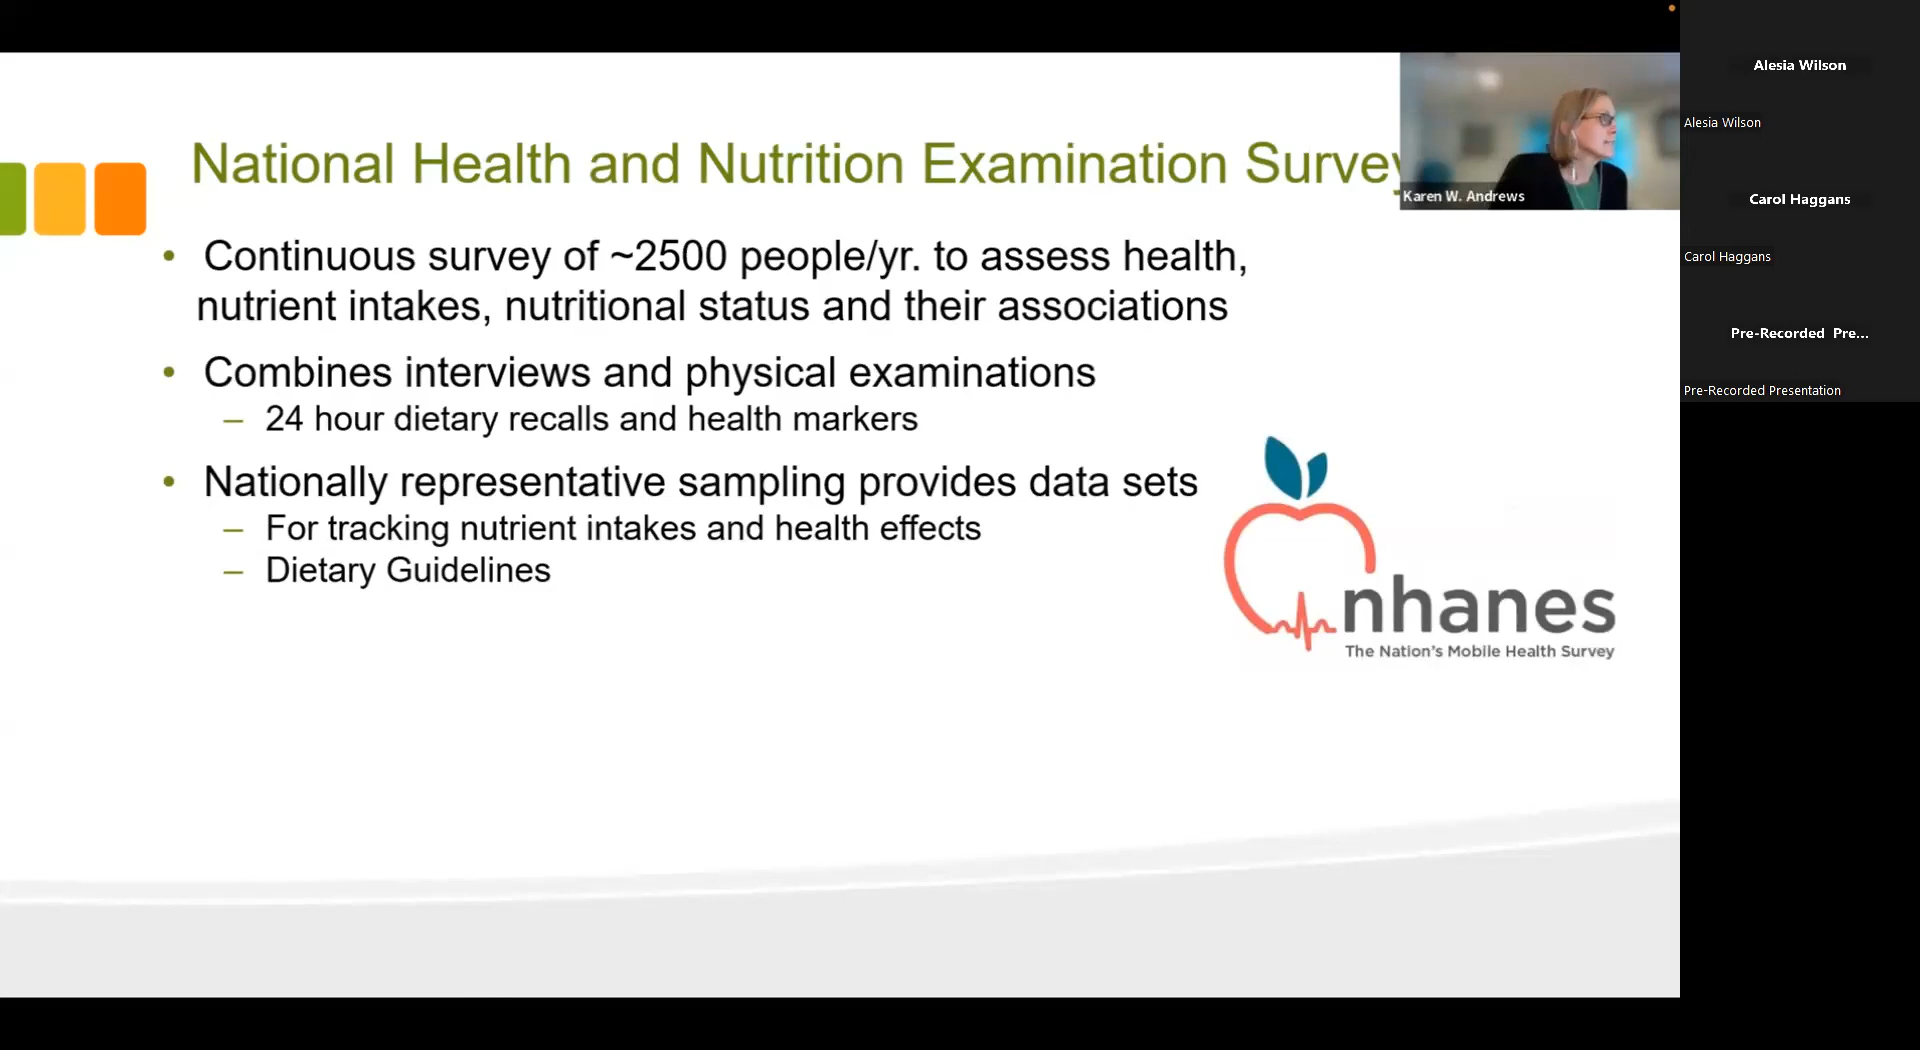 National Health and Nutrition Examination Survey
• Continuous survey of ~2500 people/yr. to assess health,
nutrient intakes, nutritional status and their associations
• Combines interviews and physical examinations
– 24 hour dietary recalls and health markers
• Nationally representative sampling provides data sets
– For tracking nutrient intakes and health effects
– Dietary Guidelines
nhanes
The Nation's Mobile Health Survey
Karen W. Andrews
Alesia Wilson
Alesia Wilson
Carol Haggans
Carol Haggans
Pre-Recorded Pre...
Pre-Recorded Presentation